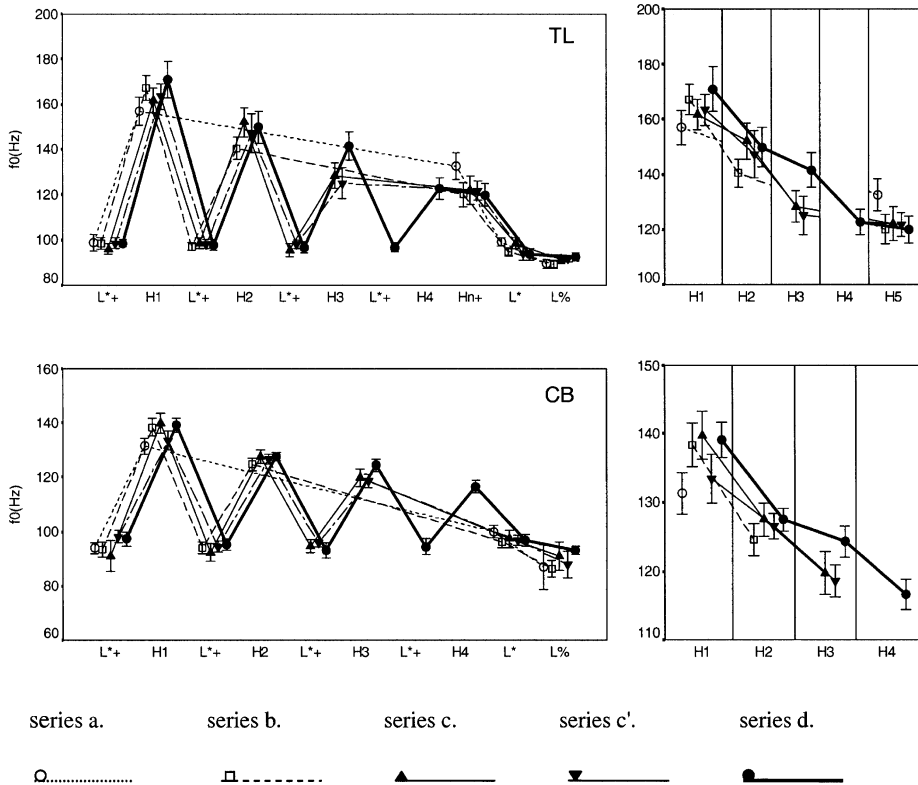 TL
f0(Hz)
200
180
160
140
120
100
80
L*+ H1 L*+ H2 L*+ H3 L*+ H4 Hn+ L* L%
200
180
160
140
120
100
H1 H2 H3 H4 H5
CB
f0(Hz)
160
140
120
100
80
60
L*+ H1 L*+ H2 L*+ H3 L*+ H4 L* L%
150
140
130
120
110
H1 H2 H3 H4
series a. series b. series c. series c'. series d.